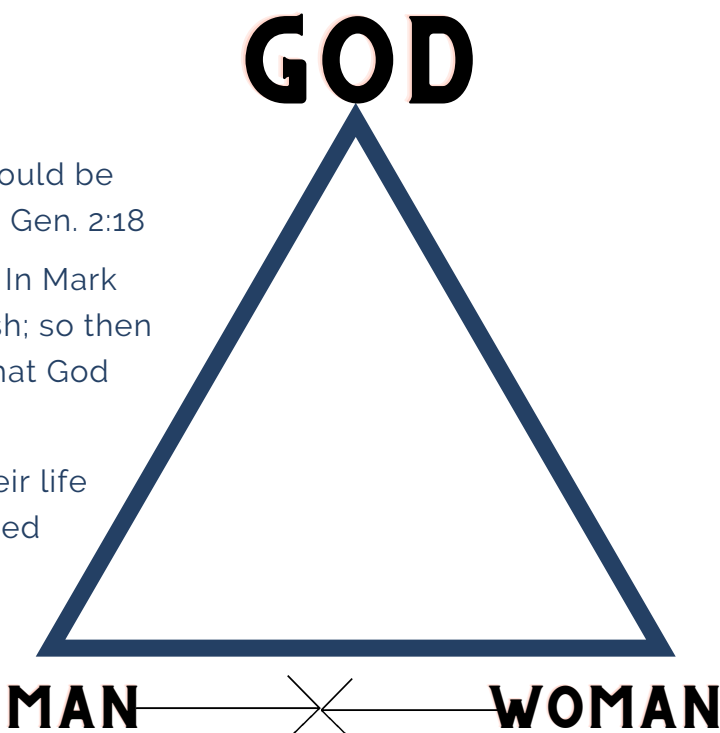 GOD
ould be
Gen. 2:18
In Mark
sh; so then
hat God
eir life
ed
MAN WOMAN